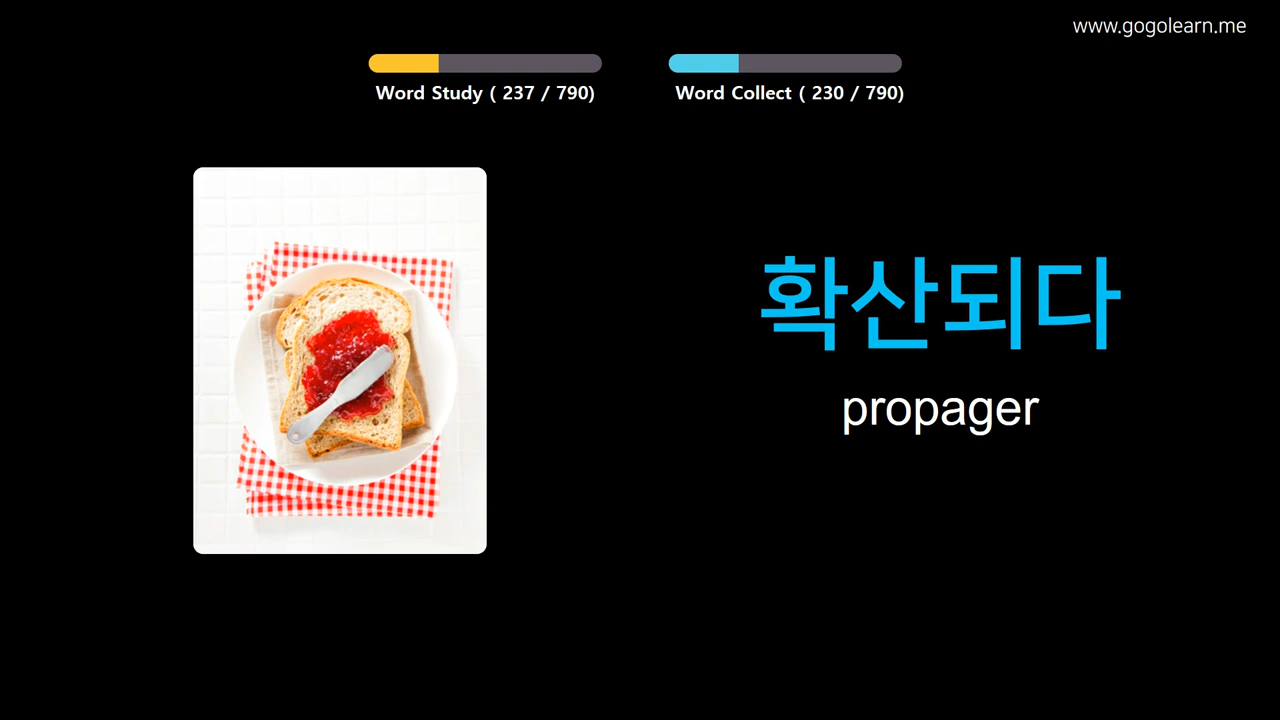 www.gogolearn.me
Word Study ( 237 / 790)
Word Collect ( 230 / 790)
확산되다
propager